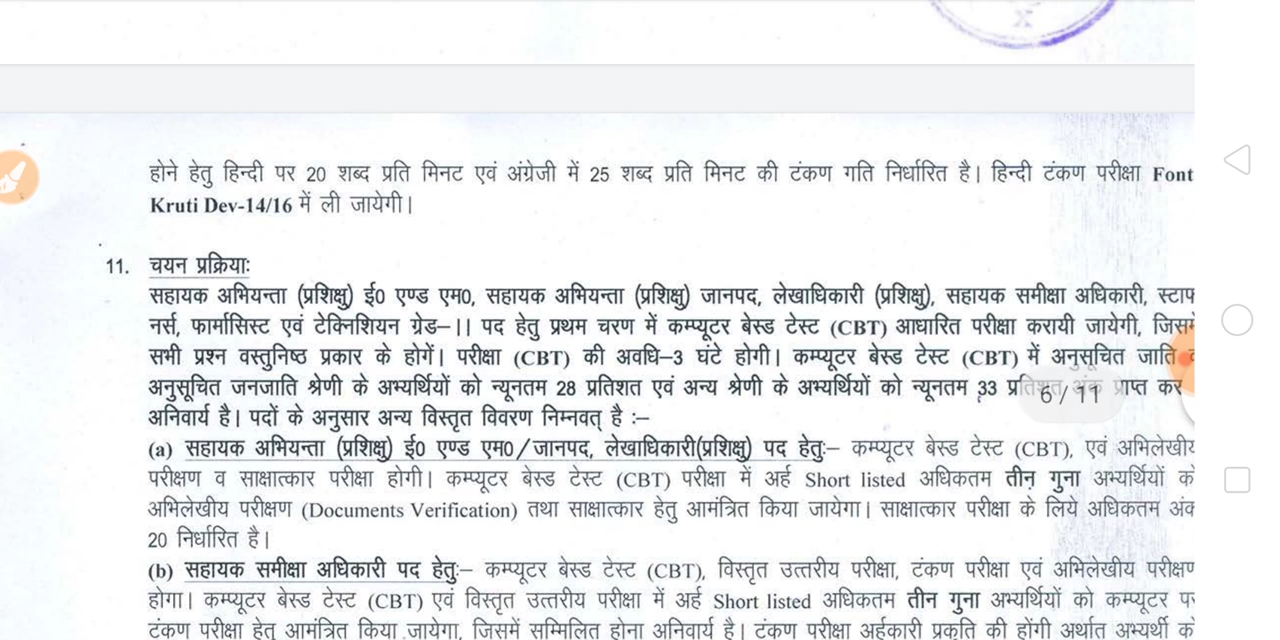 X
होने हेतु हिन्दी पर 20 शब्द प्रति मिनट एवं अंग्रेजी में 25 शब्द प्रति मिनट की टंकण गति निर्धारित है। हिन्दी टंकण परीक्षा Font
Kruti Dev-14/16 में ली जायेगी।
11. चयन प्रक्रियाः
सहायक अभियन्ता (प्रशिक्षु) ई0 एण्ड एम0, सहायक अभियन्ता (प्रशिक्षु) जानपद, लेखाधिकारी (प्रशिक्षु), सहायक समीक्षा अधिकारी, स्टाफ
नर्स, फार्मासिस्ट एवं टेक्निशियन ग्रेड–।। पद हेतु प्रथम चरण में कम्प्यूटर बेस्ड टेस्ट (CBT) आधारित परीक्षा करायी जायेगी, जिसमे
सभी प्रश्न वस्तुनिष्ठ प्रकार के होगें। परीक्षा (CBT) की अवधि–3 घंटे होगी। कम्प्यूटर बेस्ड टेस्ट (CBT) में अनुसूचित जाति
अनुसूचित जनजाति श्रेणी के अभ्यर्थियों को न्यूनतम 28 प्रतिशत एवं अन्य श्रेणी के अभ्यर्थियों को न्यूनतम 33 प्रतिशत अंक प्राप्त कर
6 / 11
अनिवार्य है। पदों के अनुसार अन्य विस्तृत विवरण निम्नवत् है :–
(a) सहायक अभियन्ता (प्रशिक्षु) ई0 एण्ड एम0/जानपद, लेखाधिकारी(प्रशिक्षु) पद हेतुः– कम्प्यूटर बेस्ड टेस्ट (CBT), एवं अभिलेखीय
परीक्षण व साक्षात्कार परीक्षा होगी। कम्प्यूटर बेस्ड टेस्ट (CBT) परीक्षा में अर्ह Short listed अधिकतम तीन गुना अभ्यर्थियों को
अभिलेखीय परीक्षण (Documents Verification) तथा साक्षात्कार हेतु आमंत्रित किया जायेगा। साक्षात्कार परीक्षा के लिये अधिकतम अंक
20 निर्धारित है।
(b) सहायक समीक्षा अधिकारी पद हेतुः– कम्प्यूटर बेस्ड टेस्ट (CBT), विस्तृत उत्तरीय परीक्षा, टंकण परीक्षा एवं अभिलेखीय परीक्षण
होगा। कम्प्यूटर बेस्ड टेस्ट (CBT) एवं विस्तृत उत्तरीय परीक्षा में अर्ह Short listed अधिकतम तीन गुना अभ्यर्थियों को कम्प्यूटर पर
टंकण परीक्षा हेतु आमंत्रित किया जायेगा, जिसमें सम्मिलित होना अनिवार्य है। टंकण परीक्षा अर्हकारी प्रकृति की होंगी अर्थात अभ्यर्थी को